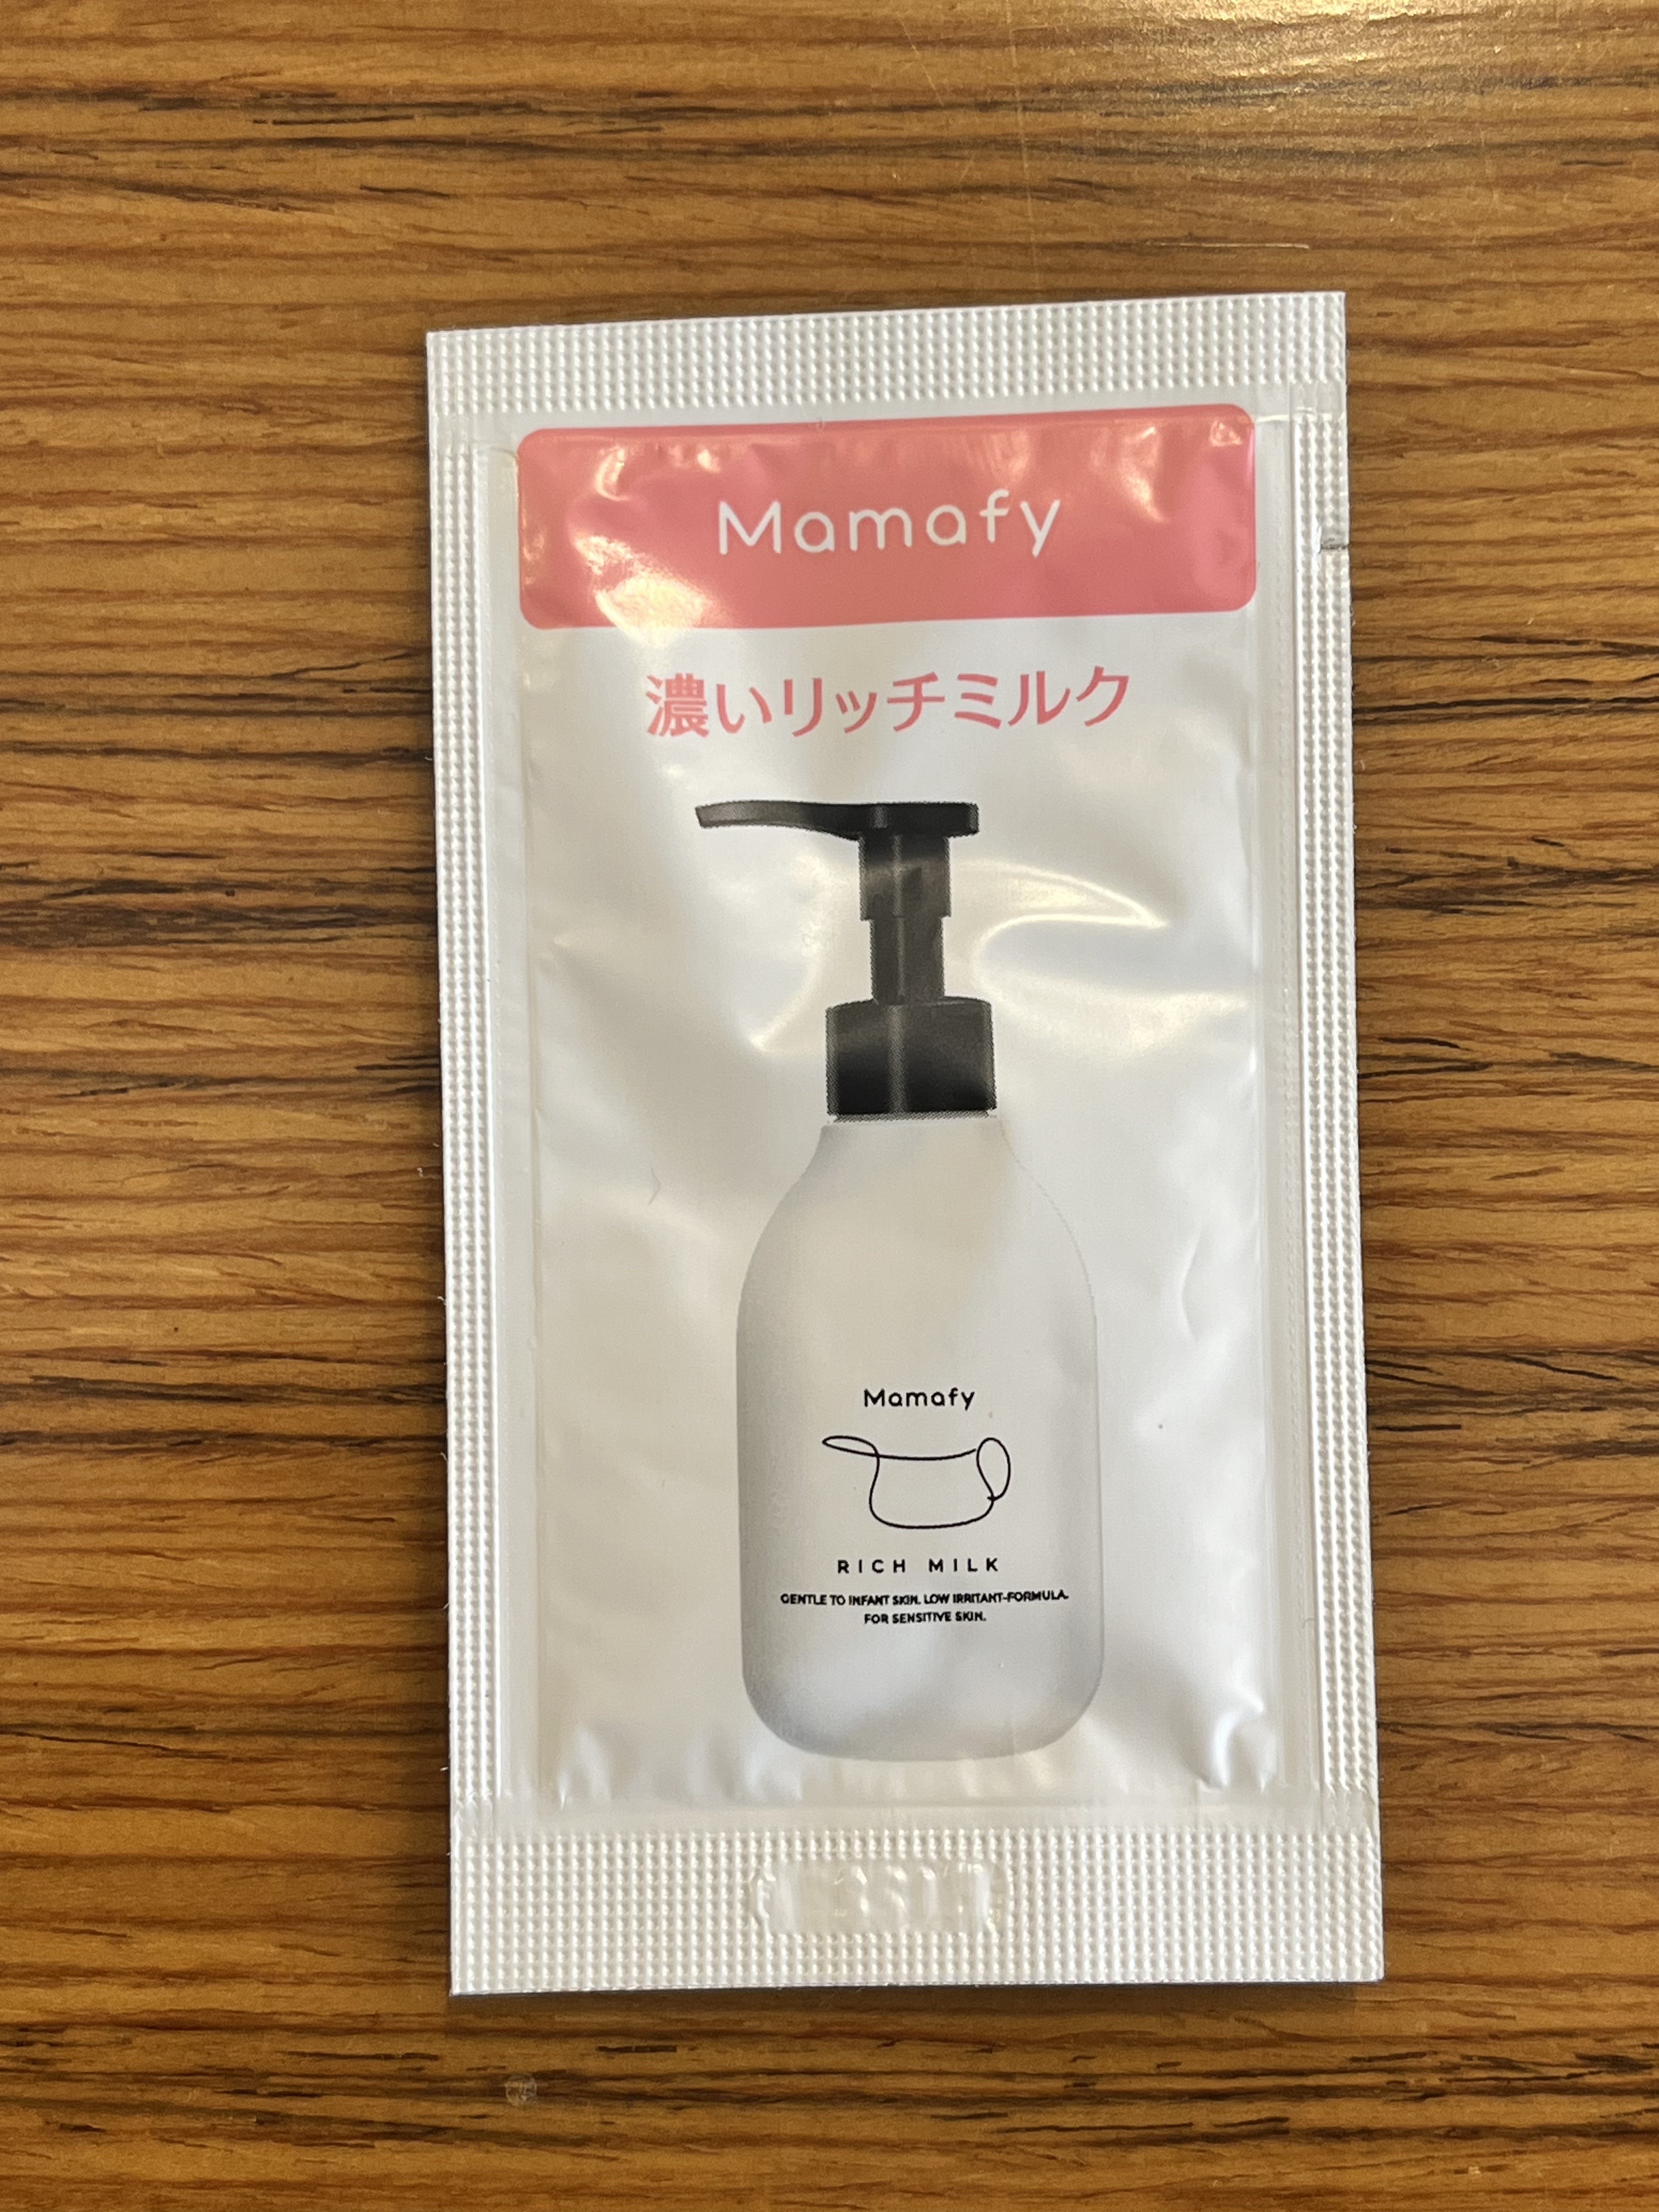 Mamafy
濃いリッチミルク
Mamafy
RICH MILK
GENTLE TO INFANT SKIN. LOW IRRITANT-FORMULA.
FOR SENSITIVE SKIN.